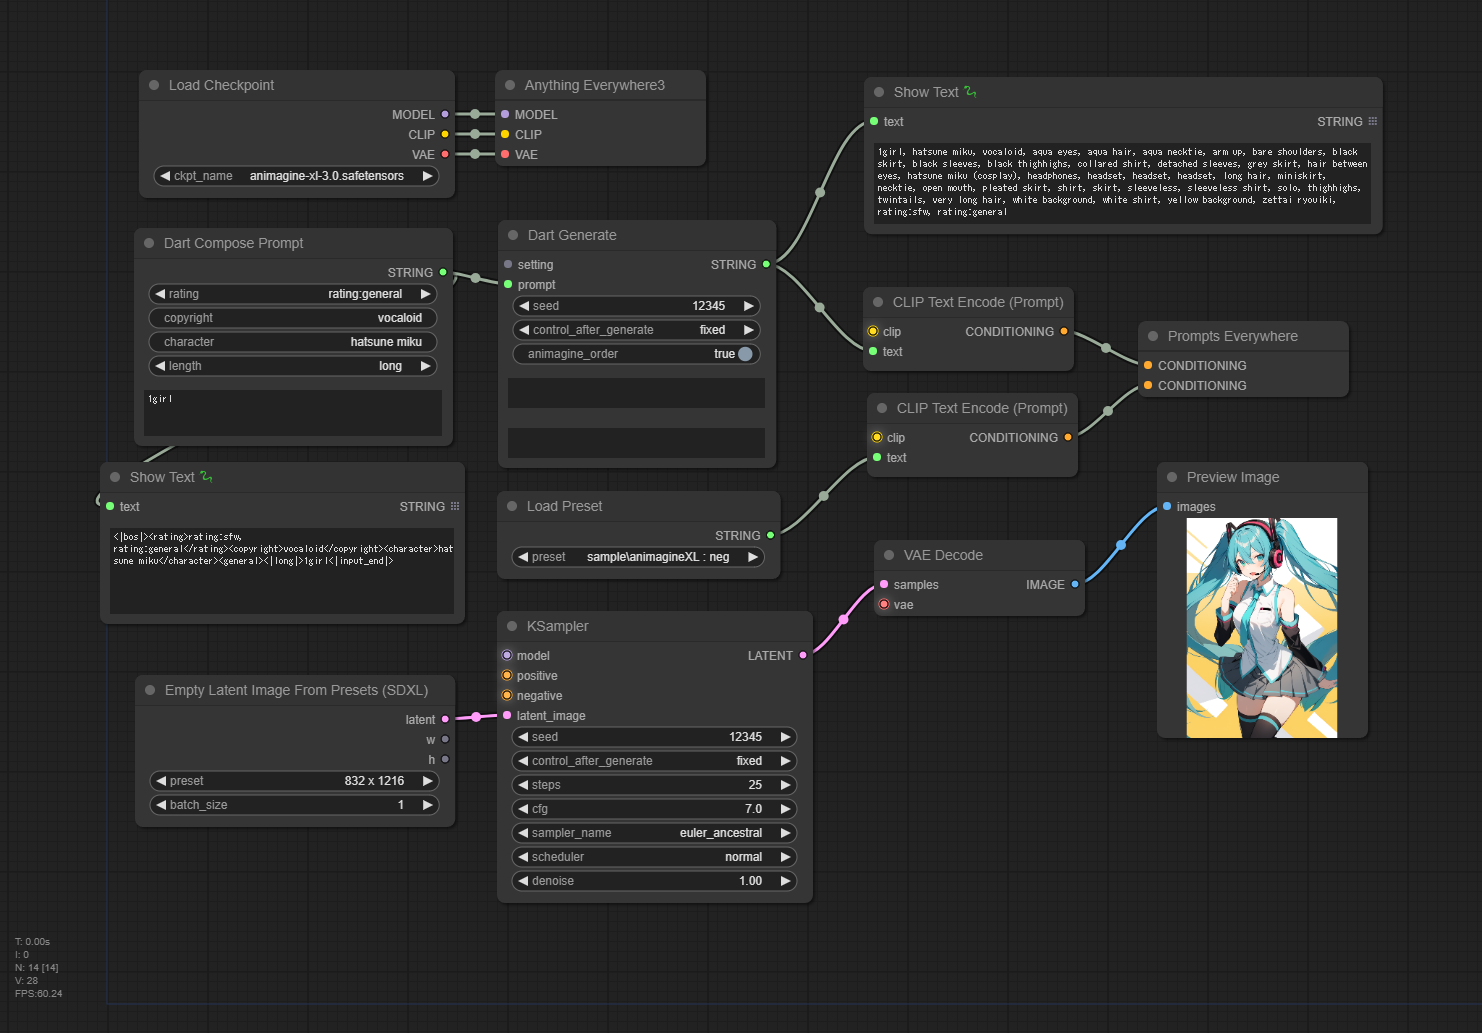 Load Checkpoint
MODEL
CLIP
VAE
ckpt_name animagine-xl-3.0.safetensors
Anything Everywhere3
MODEL
CLIP
VAE
Show Text
text STRING
1girl, hatsune miku, vocaloid, aqua eyes, aqua hair, aqua necktie, arm up, bare shoulders, black
skirt, black sleeves, black thighhighs, collared shirt, detached sleeves, grey skirt, hair between
eyes, hatsune miku (cosplay), headphones, headset, headset, headset, long hair, miniskirt,
necktie, open mouth, pleated skirt, shirt, skirt, sleeveless, sleeveless shirt, solo, thighhighs,
twintails, very long hair, white background, white shirt, yellow background, zettai ryouiki,
rating:sfw, rating:general
Dart Compose Prompt
STRING
rating rating:general
copyright vocaloid
character hatsune miku
length long
1girl
Dart Generate
setting STRING
prompt
seed 12345
control_after_generate fixed
animagine_order true
CLIP Text Encode (Prompt)
clip CONDITIONING
text
Prompts Everywhere
CONDITIONING
CONDITIONING
CLIP Text Encode (Prompt)
clip CONDITIONING
text
Show Text
text STRING
<|bos|><rating>rating:sfw,
rating:general</rating><copyright>vocaloid</copyright><character>hat
sune miku</character><general><|long|>1girl<|input_end|>
Load Preset
STRING
preset sample\animagineXL : neg
Preview Image
images
VAE Decode
samples IMAGE
vae
KSampler
model LATENT
positive
negative
latent_image
seed 12345
control_after_generate fixed
steps 25
cfg 7.0
sampler_name euler_ancestral
scheduler normal
denoise 1.00
Empty Latent Image From Presets (SDXL)
latent
w
h
preset 832 x 1216
batch_size 1
T: 0.00s
I: 0
N: 14 [14]
V: 28
FPS:60.24